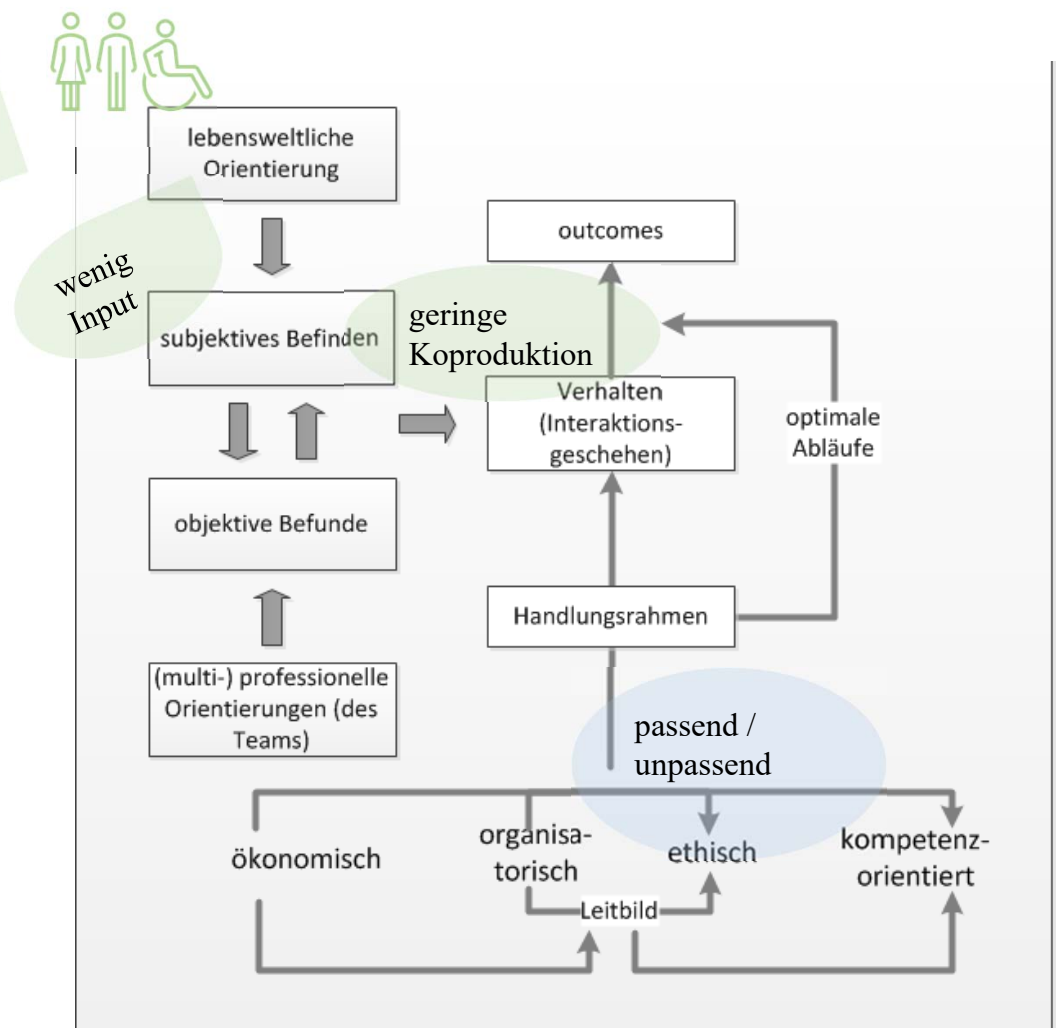 lebensweltliche
Orientierung
outcomes
wenig
Input
subjektives Befinden
geringe
Koproduktion
Verhalten
(Interaktions-
geschehen)
optimale
Abläufe
objektive Befunde
Handlungsrahmen
(multi-) professionelle
Orientierungen (des
Teams)
passend /
unpassend
ökonomisch
organisa-
torisch
ethisch
kompetenz-
orientiert
Leitbild